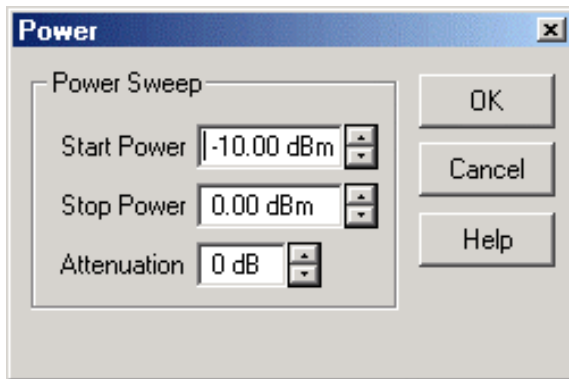 Power
Power Sweep
Start Power -10.00 dBm
Stop Power 0.00 dBm
Attenuation 0 dB
OK
Cancel
Help